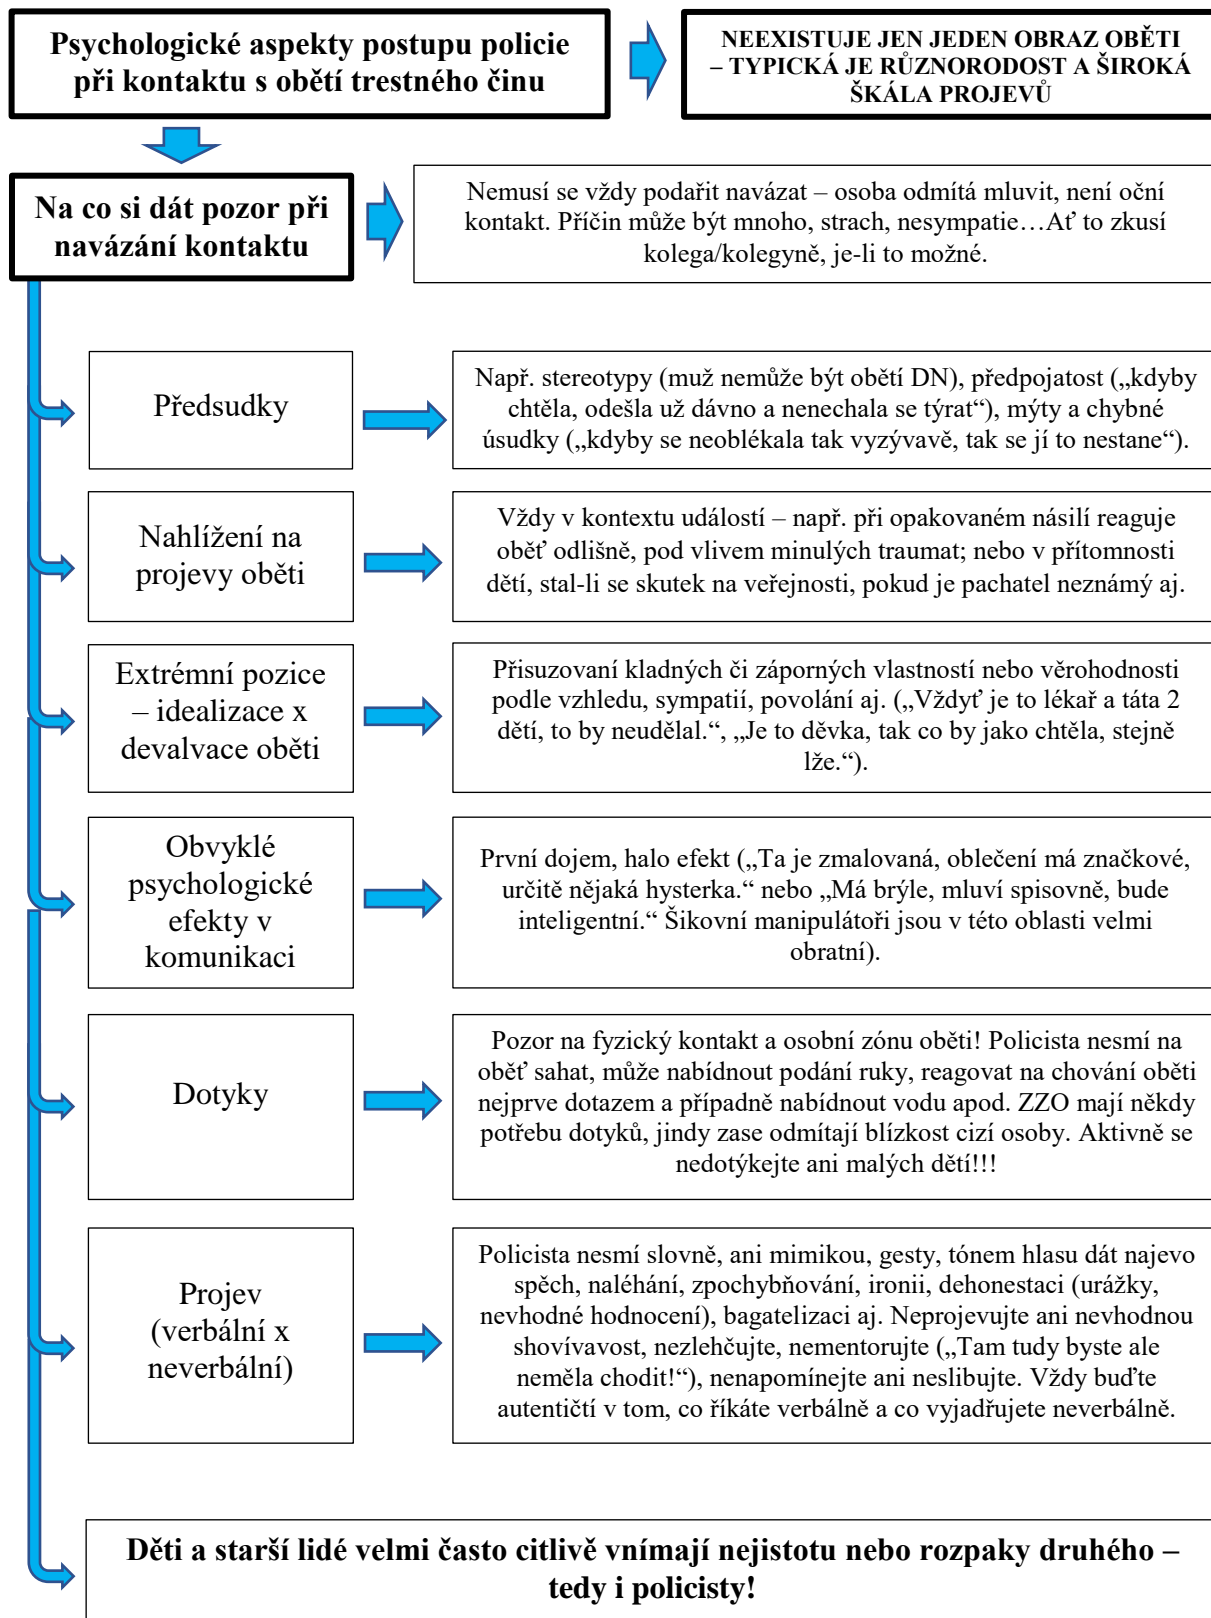 Psychologické aspekty postupu policie
při kontaktu s obětí trestného činu
NEEXISTUJE JEN JEDEN OBRAZ OBĚTI
– TYPICKÁ JE RŮZNORODOST A ŠIROKÁ
ŠKÁLA PROJEVŮ
Na co si dát pozor při
navázání kontaktu
Nemusí se vždy podařit navázat – osoba odmítá mluvit, není oční
kontakt. Příčin může být mnoho, strach, nesympatie…Ať to zkusí
kolega/kolegyně, je-li to možné.
Předsudky
Např. stereotypy (muž nemůže být obětí DN), předpojatost („kdyby
chtěla, odešla už dávno a nenechala se týrat“), mýty a chybné
úsudky („kdyby se neoblékala tak vyzývavě, tak se jí to nestane“).
Nahlížení na
projevy oběti
Vždy v kontextu událostí – např. při opakovaném násilí reaguje
oběť odlišně, pod vlivem minulých traumat; nebo v přítomnosti
dětí, stal-li se skutek na veřejnosti, pokud je pachatel neznámý aj.
Extrémní pozice
– idealizace x
devalvace oběti
Přisuzovaní kladných či záporných vlastností nebo věrohodnosti
podle vzhledu, sympatií, povolání aj. („Vždyť je to lékař a táta 2
dětí, to by neudělal.“, „Je to děvka, tak co by jako chtěla, stejně
lže.“).
Obvyklé
psychologické
efekty v
komunikaci
První dojem, halo efekt („Ta je zmalovaná, oblečení má značkové,
určitě nějaká hysterka.“ nebo „Má brýle, mluví spisovně, bude
inteligentní.“ Šikovní manipulátoři jsou v této oblasti velmi
obratní).
Dotyky
Pozor na fyzický kontakt a osobní zónu oběti! Policista nesmí na
oběť sahat, může nabídnout podání ruky, reagovat na chování oběti
nejprve dotazem a případně nabídnout vodu apod. ZZO mají někdy
potřebu dotyků, jindy zase odmítají blízkost cizí osoby. Aktivně se
nedotýkejte ani malých dětí!!!
Projev
(verbální x
neverbální)
Policista nesmí slovně, ani mimikou, gesty, tónem hlasu dát najevo
spěch, naléhání, zpochybňování, ironii, dehonestaci (urážky,
nevhodné hodnocení), bagatelizaci aj. Neprojevujte ani nevhodnou
shovívavost, nezlehčujte, nementorujte („Tam tudy byste ale
neměla chodit!“), nenapomínejte ani neslibujte. Vždy buďte
autentičtí v tom, co říkáte verbálně a co vyjadřujete neverbálně.
Děti a starší lidé velmi často citlivě vnímají nejistotu nebo rozpaky druhého –
tedy i policisty!